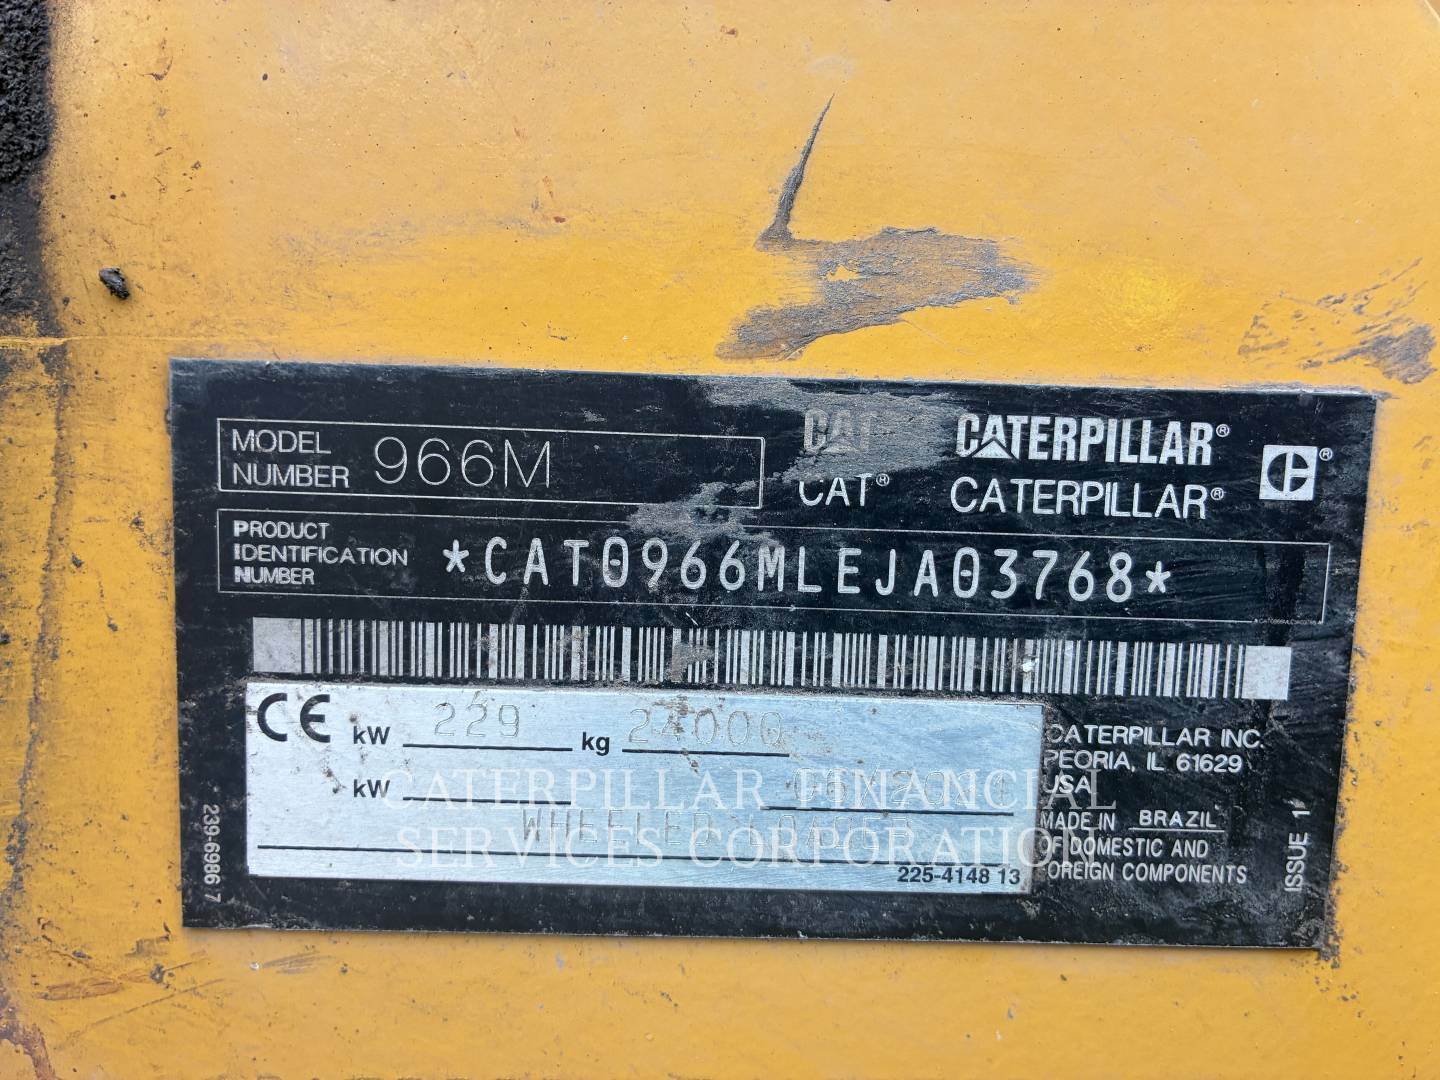 MODEL NUMBER 966M
CAT CATERPILLAR
CAT® CATERPILLAR®
PRODUCT IDENTIFICATION NUMBER *CAT0966MLEJA03768*
CE kW 229 kg 24000
kW
WHEELED LOADER
225-4148 13
CATERPILLAR INC.
PEORIA, IL 61629
USA
MADE IN BRAZIL
OF DOMESTIC AND
FOREIGN COMPONENTS
ISSUE 1
239-6986 7
CATERPILLAR FINANCIAL
SERVICES CORPORATION